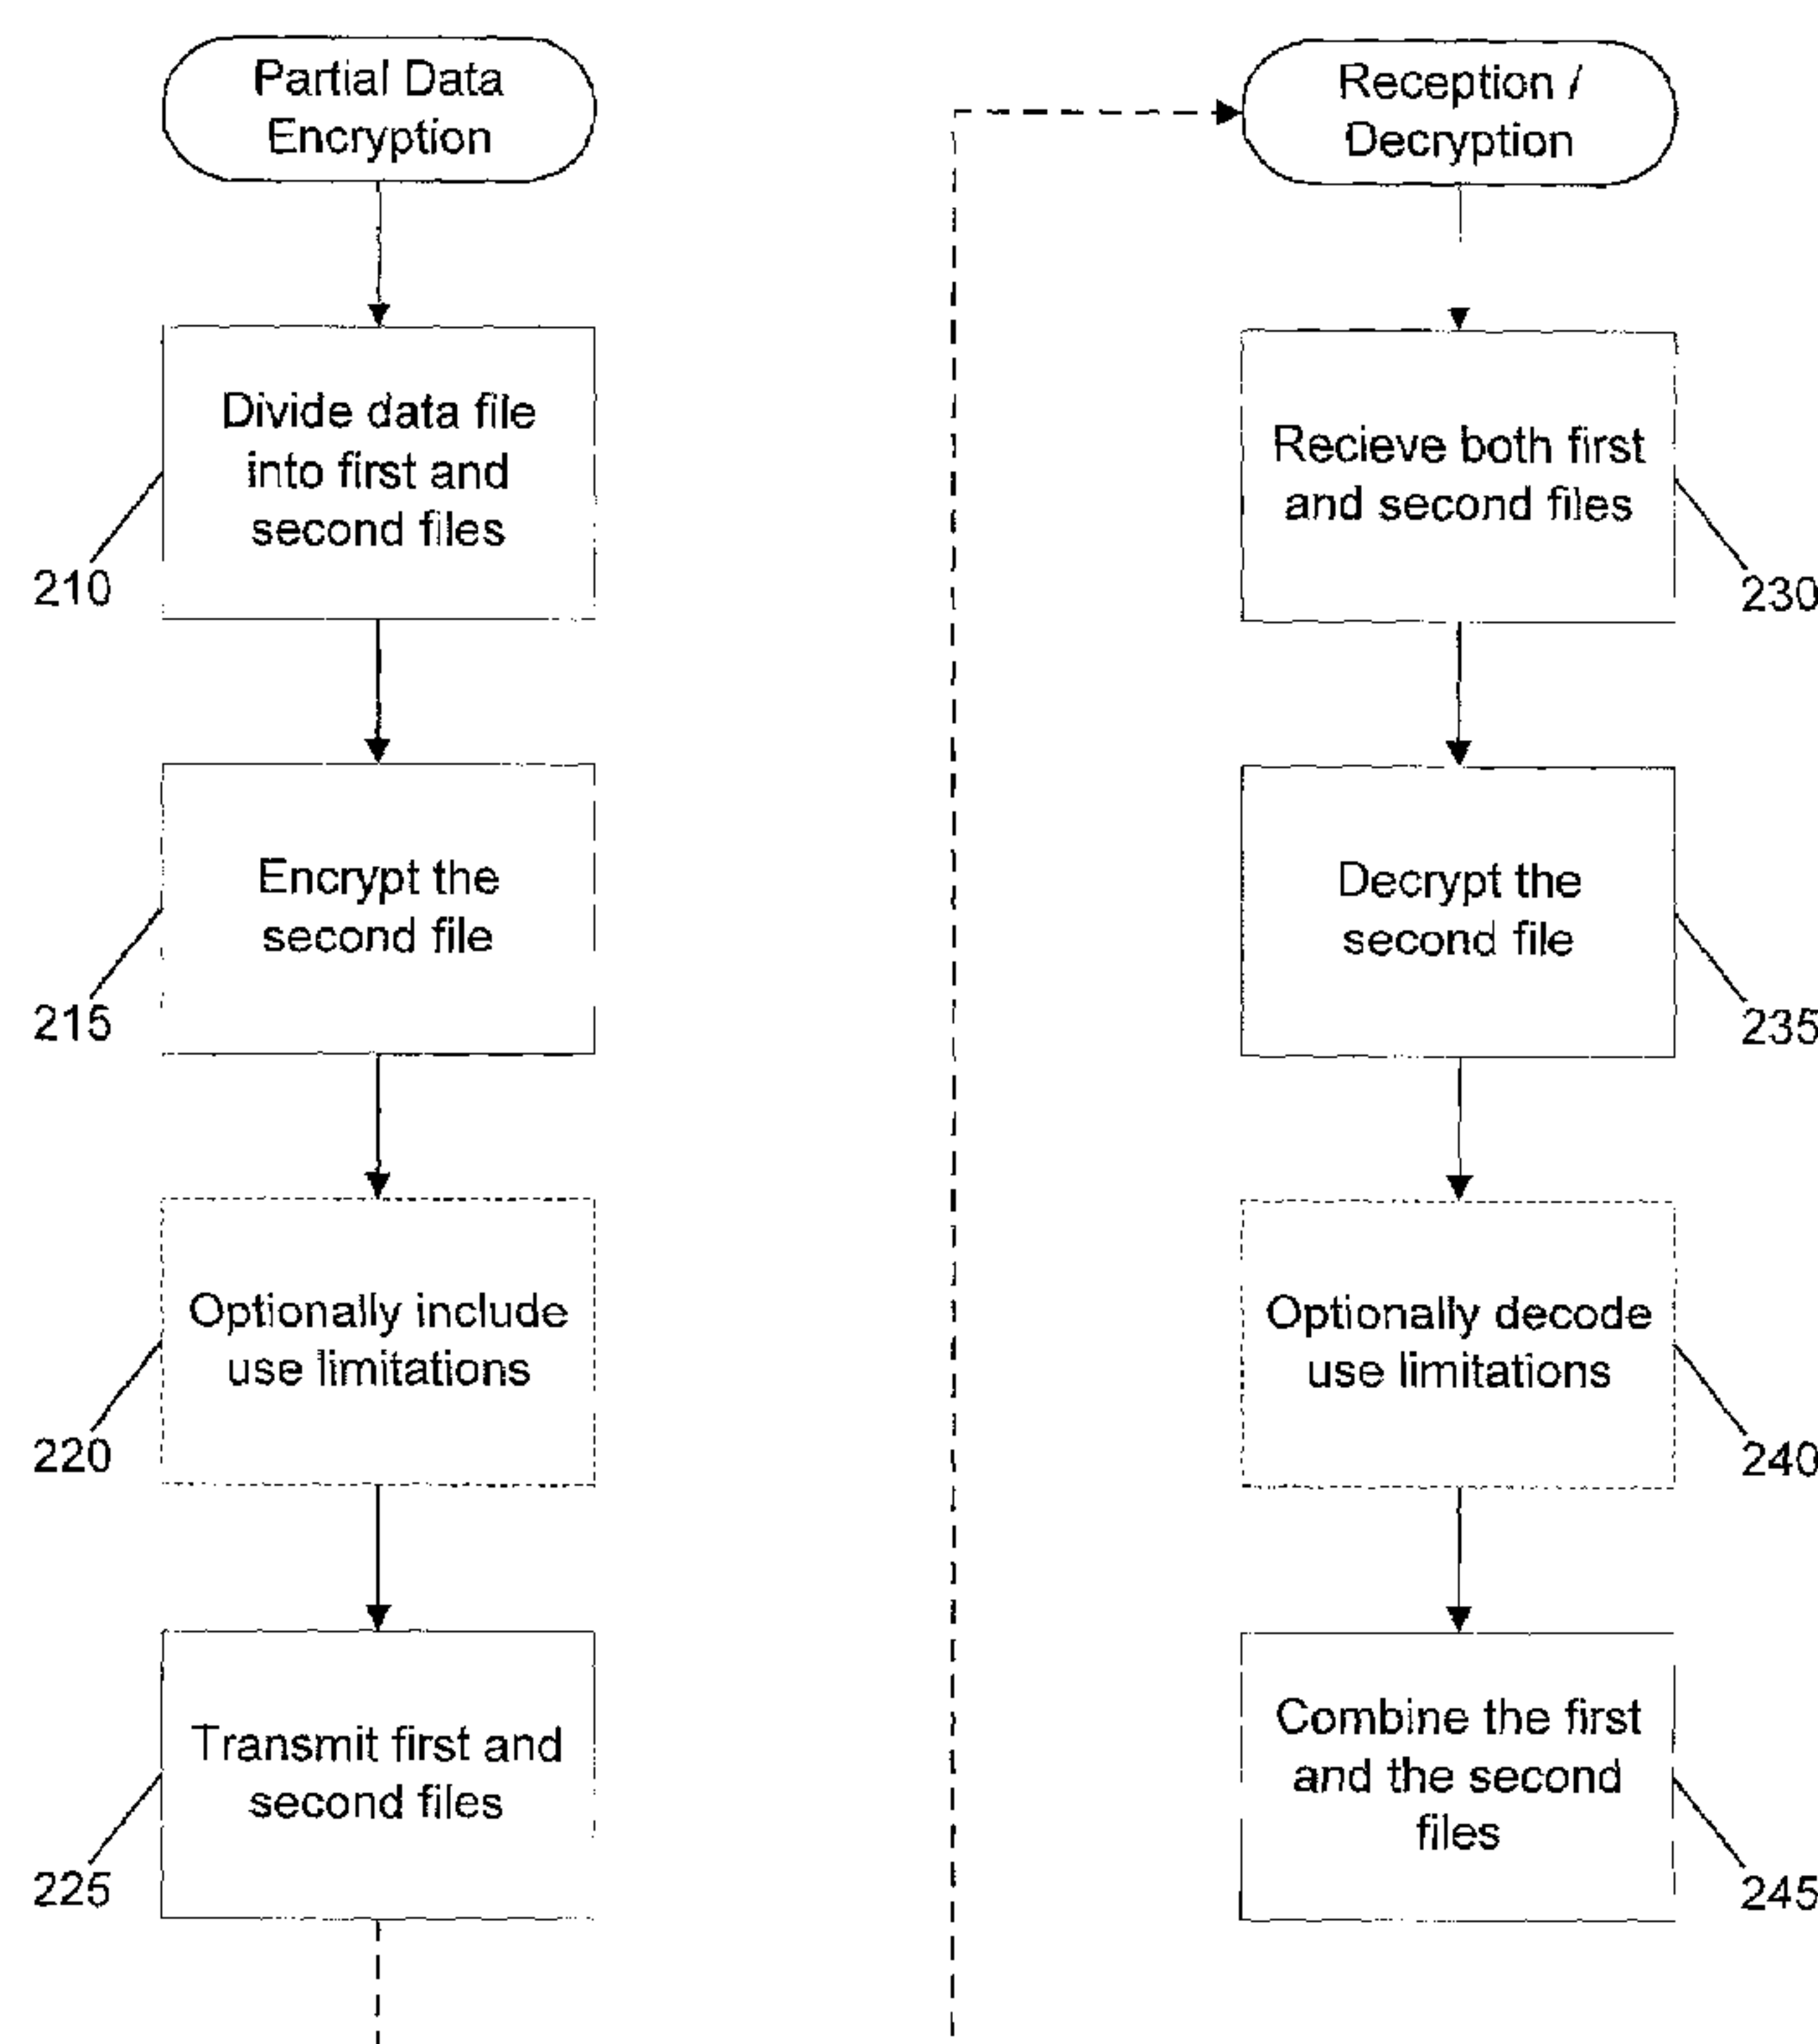 Partial Data
Encryption
Divide data file
into first and
second files
210
Encrypt the
second file
215
Optionally include
use limitations
220
Transmit first and
second files
225
Reception /
Decryption
Recieve both first
and second files
230
Decrypt the
second file
235
Optionally decode
use limitations
240
Combine the first
and the second
files
245